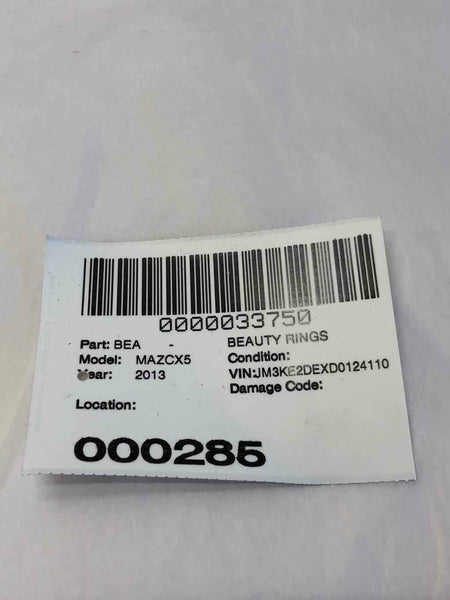 0000033750
Part: BEA - BEAUTY RINGS
Model: MAZCX5 Condition:
Year: 2013 VIN:JM3KE2DEXD0124110
Damage Code:
Location:
000285